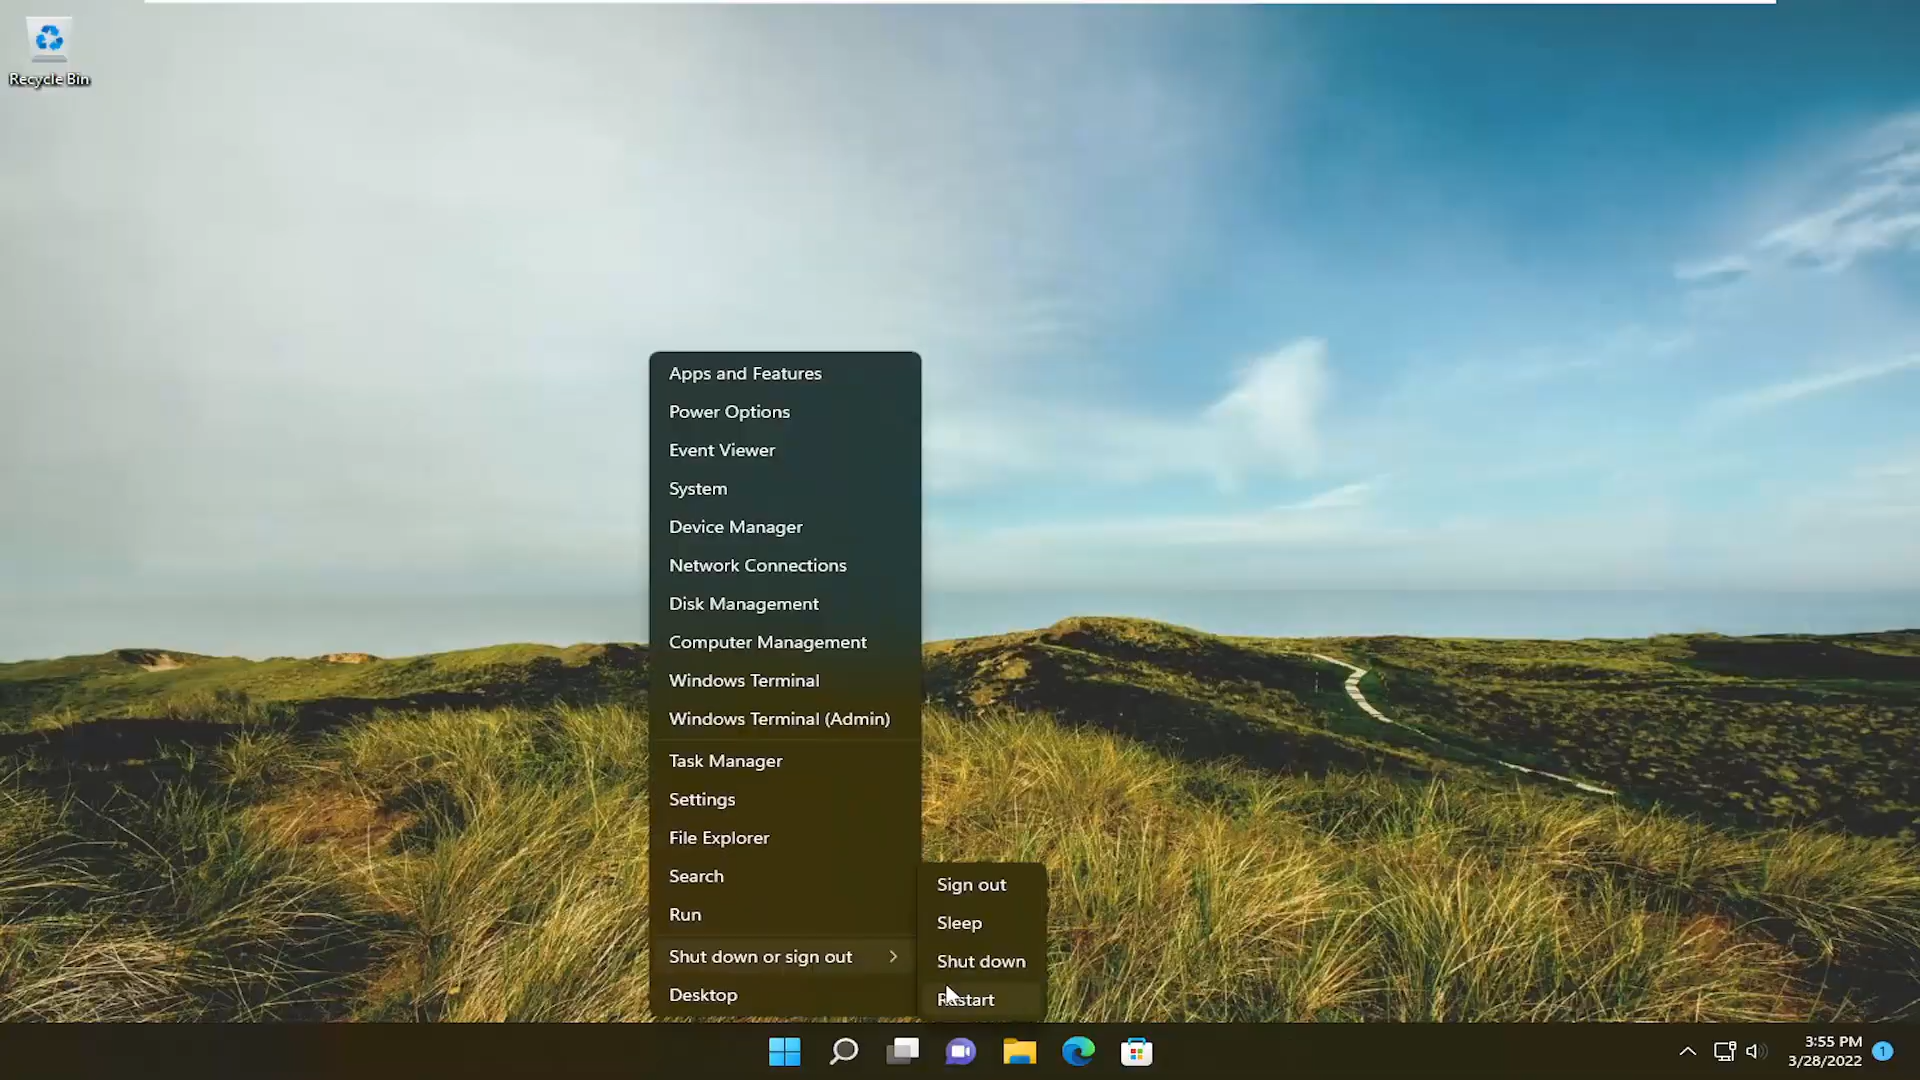 Recycle Bin
Apps and Features
Power Options
Event Viewer
System
Device Manager
Network Connections
Disk Management
Computer Management
Windows Terminal
Windows Terminal (Admin)
Task Manager
Settings
File Explorer
Search
Run
Shut down or sign out
Desktop
Sign out
Sleep
Shut down
Restart
3:55 PM
3/28/2022
1